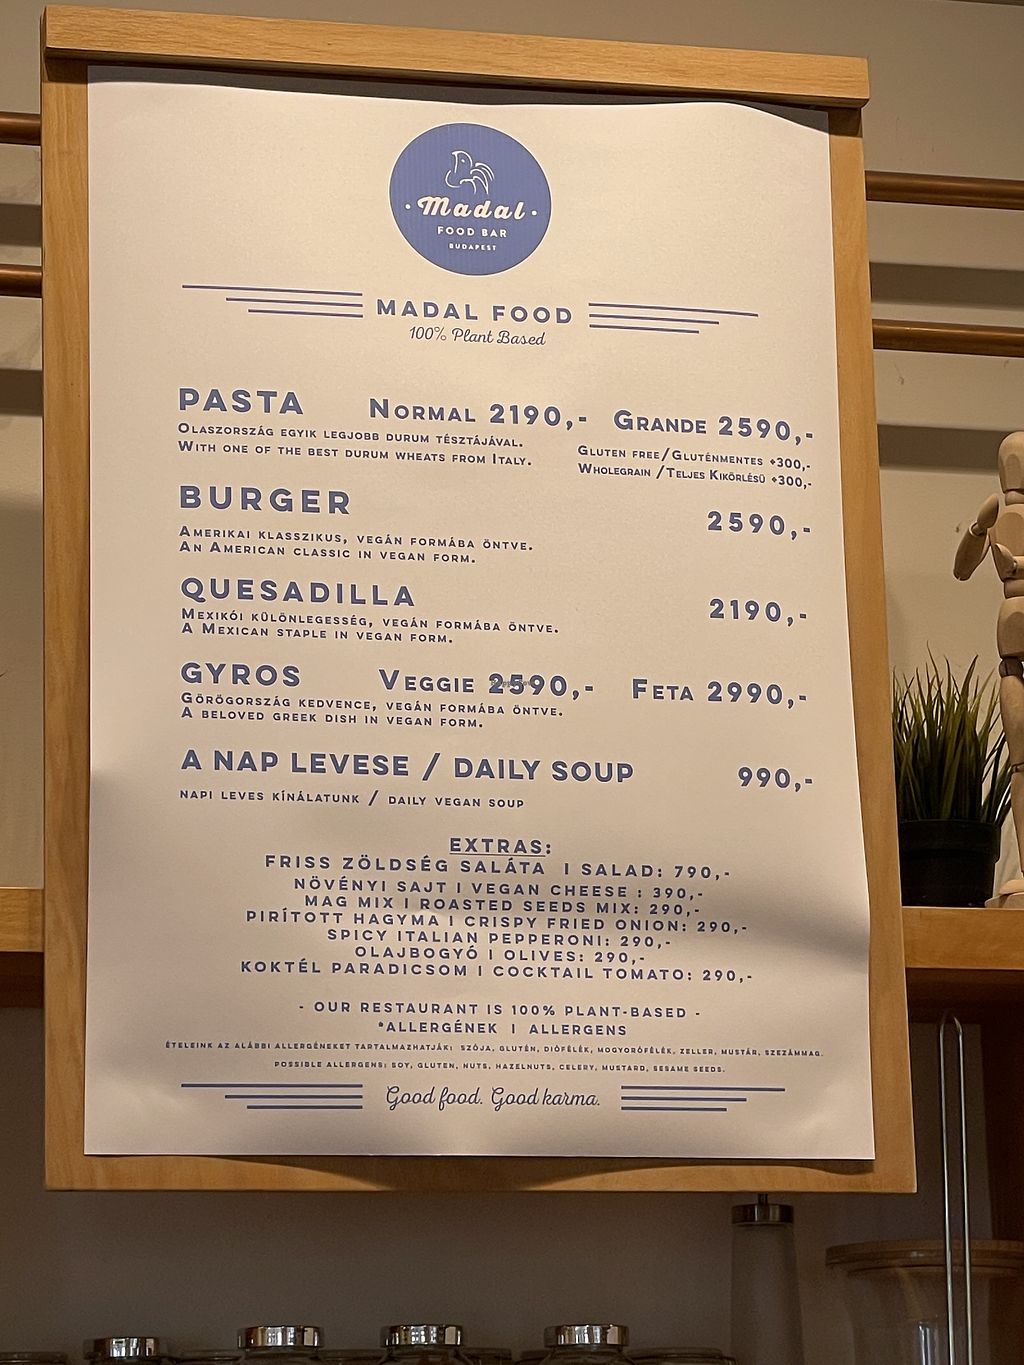 Madal
FOOD BAR
BUDAPEST
MADAL FOOD
100% Plant Based
PASTA Normal 2190,- Grande 2590,-
Olaszország egyik legjobb durum tésztájával.
With one of the best durum wheats from Italy.
Gluten free/Gluténmentes +300,-
Wholegrain /Teljes Kikörlésü +300,-
BURGER 2590,-
Amerikai klasszikus, vegán formába öntve.
An American classic in vegan form.
QUESADILLA 2190,-
Mexikói különlegesség, vegán formába öntve.
A Mexican staple in vegan form.
GYROS Veggie 2590,- Feta 2990,-
Görögország kedvence, vegán formába öntve.
A beloved Greek dish in vegan form.
A NAP LEVESE / DAILY SOUP 990,-
NAPI LEVES KÍNÁLATUNK / DAILY VEGAN SOUP
EXTRAS:
FRISS ZÖLDSÉG SALÁTA I SALAD: 790,-
NÖVÉNYI SAJT I VEGAN CHEESE : 390,-
MAG MIX I ROASTED SEEDS MIX: 290,-
PIRÍTOTT HAGYMA I CRISPY FRIED ONION: 290,-
SPICY ITALIAN PEPPERONI: 290,-
OLAJBOGYÓ I OLIVES: 290,-
KOKTÉL PARADICSOM I COCKTAIL TOMATO: 290,-
- OUR RESTAURANT IS 100% PLANT-BASED -
*ALLERGÉNEK I ALLERGENS
ÉTELEINK AZ ALÁBBI ALLERGÉNEKET TARTALMAZHATJÁK: SZÓJA, GLUTÉN, DIÓFÉLÉK, MOGYORÓFÉLÉK, ZELLER, MUSTÁR, SZEZÁMMAG.
POSSIBLE ALLERGENS: SOY, GLUTEN, NUTS, HAZELNUTS, CELERY, MUSTARD, SESAME SEEDS.
Good food. Good karma.